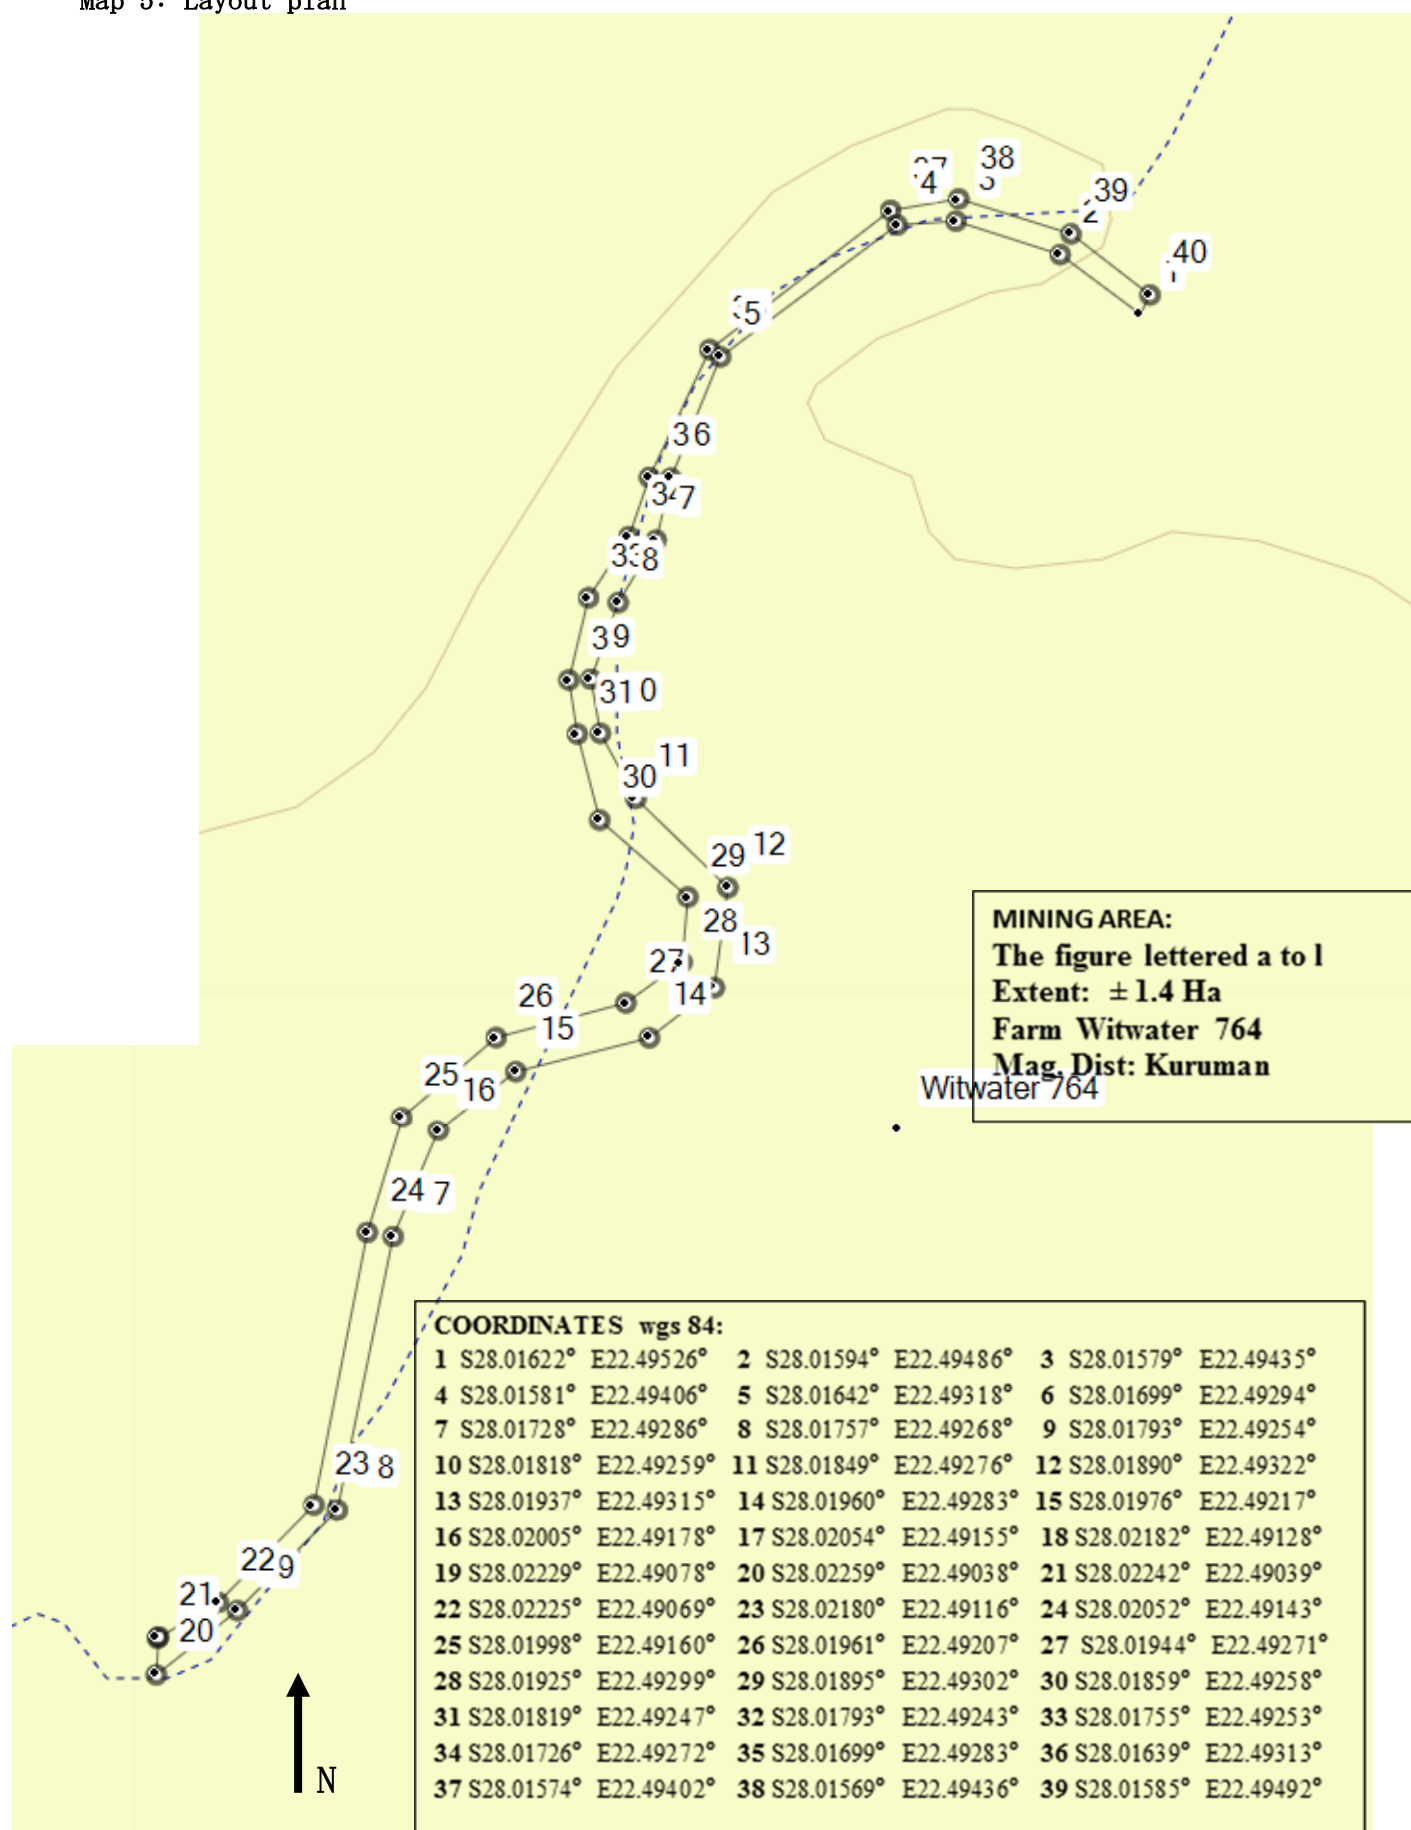 Map 5: Layout plan
38
37
4
3
39
2
40
1
5
36
34
7
33
8
39
31
0
11
30
12
29
28
13
27
26
14
15
25
16
24
7
23
8
22
9
21
20
N
Witwater 764
MINING AREA:
The figure lettered a to l
Extent: ± 1.4 Ha
Farm Witwater 764
Mag. Dist: Kuruman
COORDINATES wgs 84:
1 S28.01622° E22.49526° 2 S28.01594° E22.49486° 3 S28.01579° E22.49435°
4 S28.01581° E22.49406° 5 S28.01642° E22.49318° 6 S28.01699° E22.49294°
7 S28.01728° E22.49286° 8 S28.01757° E22.49268° 9 S28.01793° E22.49254°
10 S28.01818° E22.49259° 11 S28.01849° E22.49276° 12 S28.01890° E22.49322°
13 S28.01937° E22.49315° 14 S28.01960° E22.49283° 15 S28.01976° E22.49217°
16 S28.02005° E22.49178° 17 S28.02054° E22.49155° 18 S28.02182° E22.49128°
19 S28.02229° E22.49078° 20 S28.02259° E22.49038° 21 S28.02242° E22.49039°
22 S28.02225° E22.49069° 23 S28.02180° E22.49116° 24 S28.02052° E22.49143°
25 S28.01998° E22.49160° 26 S28.01961° E22.49207° 27 S28.01944° E22.49271°
28 S28.01925° E22.49299° 29 S28.01895° E22.49302° 30 S28.01859° E22.49258°
31 S28.01819° E22.49247° 32 S28.01793° E22.49243° 33 S28.01755° E22.49253°
34 S28.01726° E22.49272° 35 S28.01699° E22.49283° 36 S28.01639° E22.49313°
37 S28.01574° E22.49402° 38 S28.01569° E22.49436° 39 S28.01585° E22.49492°